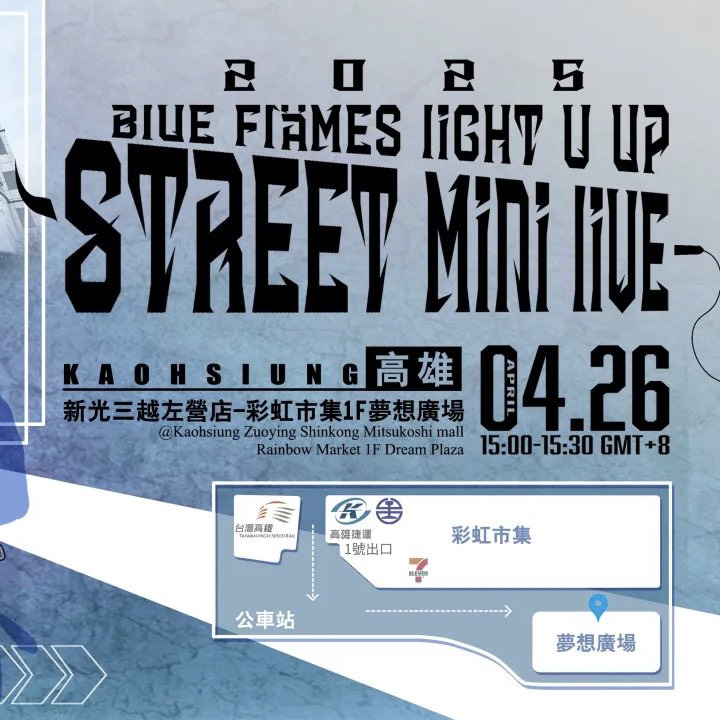 2025
BlUE FlAMES lIGHT U UP
STREET MiNi lIVE
KAOHSIUNG 高雄
新光三越左營店-彩虹市集1F夢想廣場
@Kaohsiung Zuoying Shinkong Mitsukoshi mall
Rainbow Market 1F Dream Plaza
APRIL
04.26
15:00-15:30 GMT+8
台灣高鐵
TAIWAN HIGH SPEED RAIL
K
高雄捷運
1號出口
彩虹市集
7
ELEVEN
公車站
夢想廣場